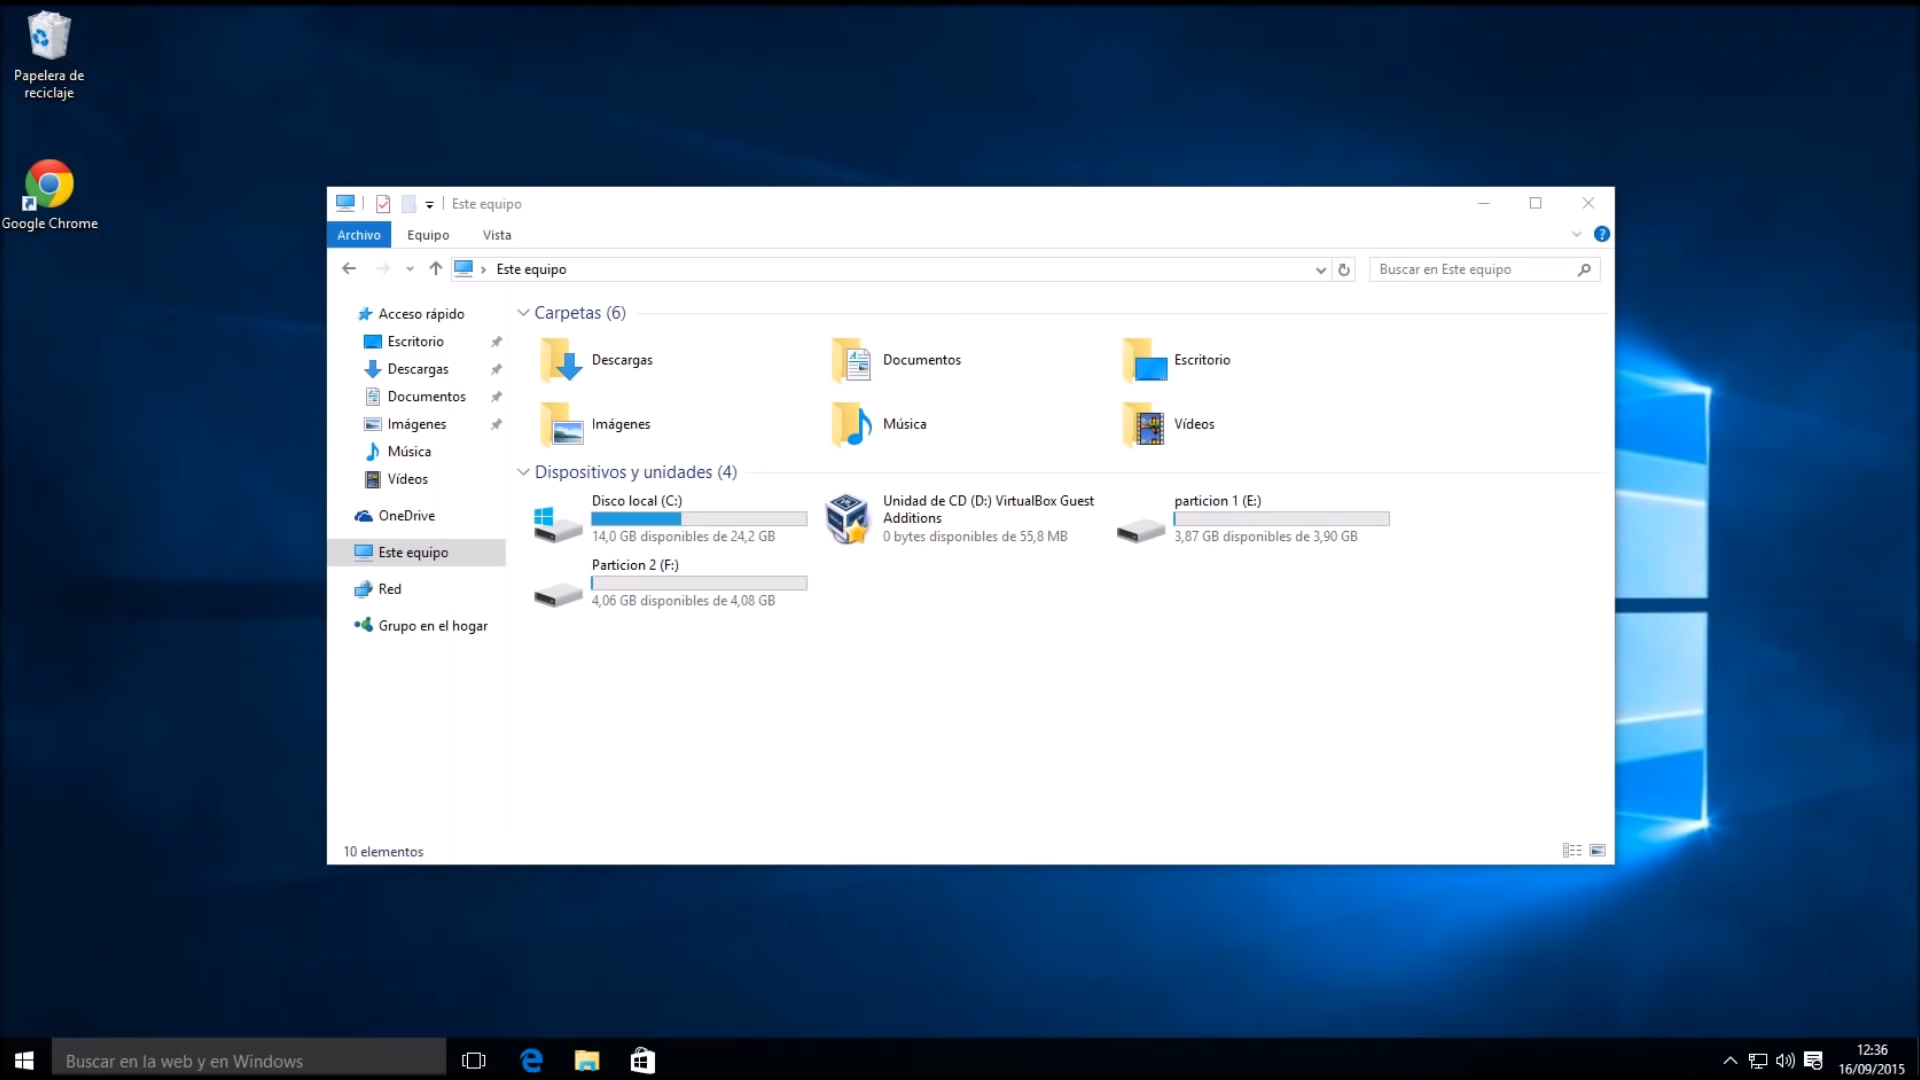 Papelera de
reciclaje
Google Chrome
Este equipo
Archivo
Equipo
Vista
Este equipo
Buscar en Este equipo
Acceso rápido
Escritorio
Descargas
Documentos
Imágenes
Música
Vídeos
OneDrive
Este equipo
Red
Grupo en el hogar
Carpetas (6)
Descargas
Documentos
Escritorio
Imágenes
Música
Vídeos
Dispositivos y unidades (4)
Disco local (C:)
14,0 GB disponibles de 24,2 GB
Unidad de CD (D:) VirtualBox Guest
Additions
0 bytes disponibles de 55,8 MB
particion 1 (E:)
3,87 GB disponibles de 3,90 GB
Particion 2 (F:)
4,06 GB disponibles de 4,08 GB
10 elementos
Buscar en la web y en Windows
12:36
16/09/2015